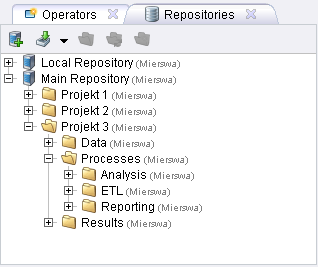 Operators Repositories
Local Repository (Mierswa)
Main Repository (Mierswa)
Projekt 1 (Mierswa)
Projekt 2 (Mierswa)
Projekt 3 (Mierswa)
Data (Mierswa)
Processes (Mierswa)
Analysis (Mierswa)
ETL (Mierswa)
Reporting (Mierswa)
Results (Mierswa)